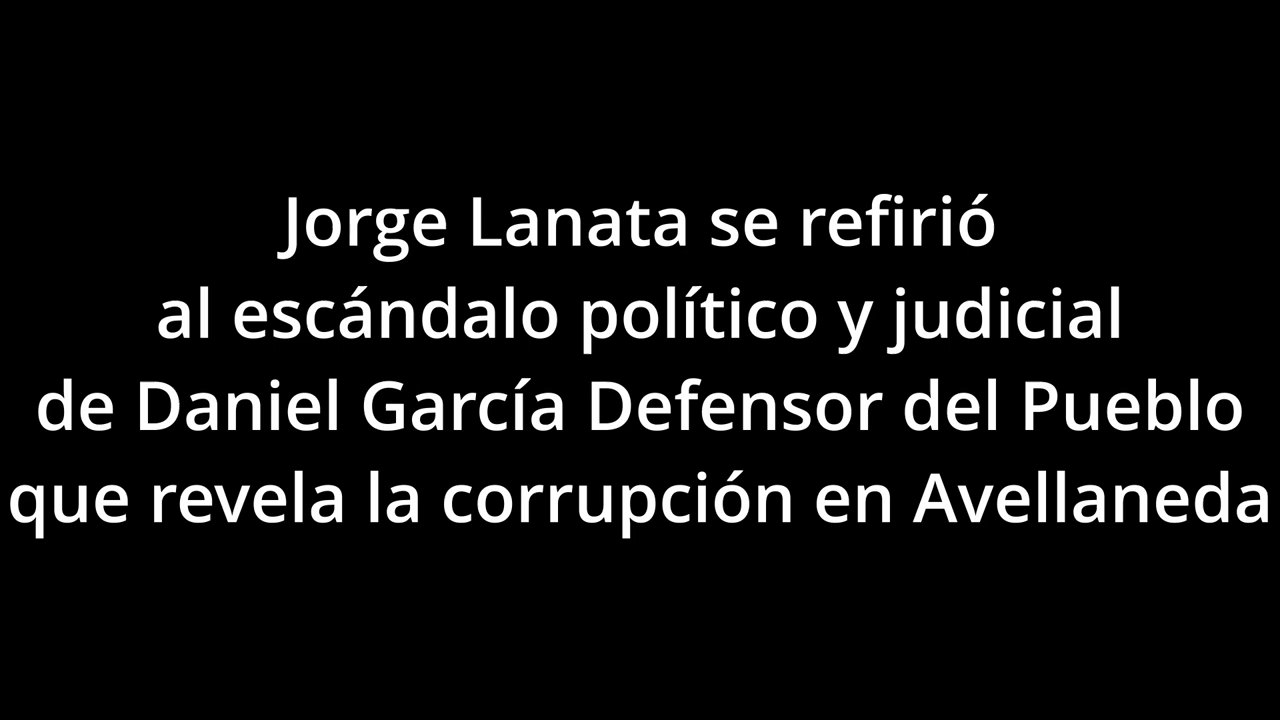 Jorge Lanata se refirió
al escándalo político y judicial
de Daniel García Defensor del Pueblo
que revela la corrupción en Avellaneda